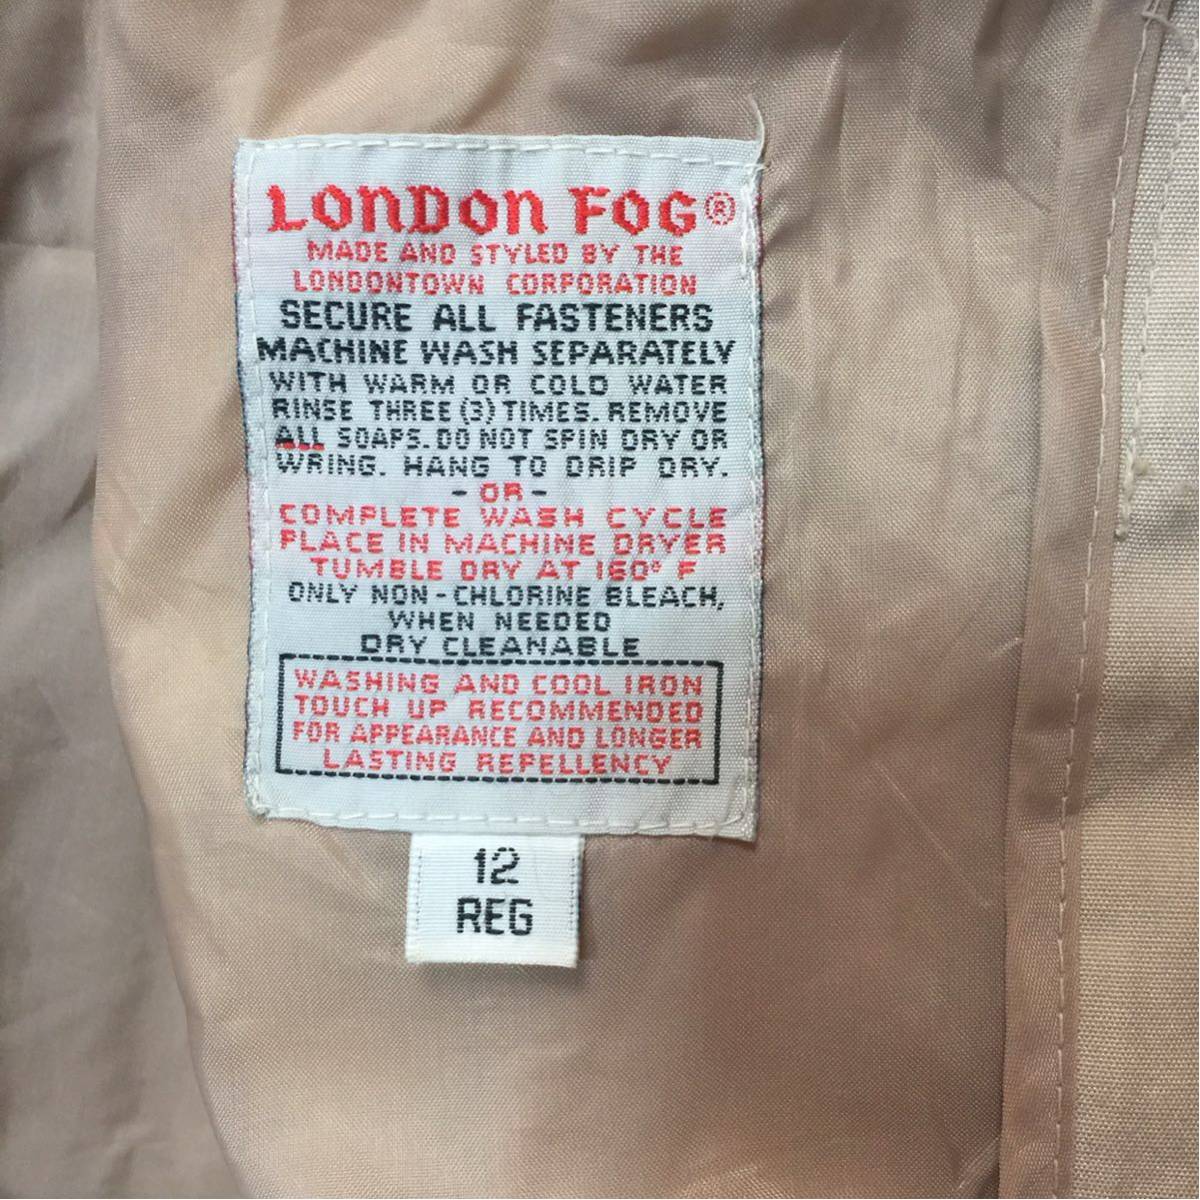 LONDON FOG®
MADE AND STYLED BY THE
LONDONTOWN CORPORATION
SECURE ALL FASTENERS
MACHINE WASH SEPARATELY
WITH WARM OR COLD WATER
RINSE THREE (3) TIMES. REMOVE
ALL SOAPS. DO NOT SPIN DRY OR
WRING. HANG TO DRIP DRY.
- OR -
COMPLETE WASH CYCLE
PLACE IN MACHINE DRYER
TUMBLE DRY AT 160° F
ONLY NON-CHLORINE BLEACH,
WHEN NEEDED
DRY CLEANABLE
WASHING AND COOL IRON
TOUCH UP RECOMMENDED
FOR APPEARANCE AND LONGER
LASTING REPELLENCY
12
REG